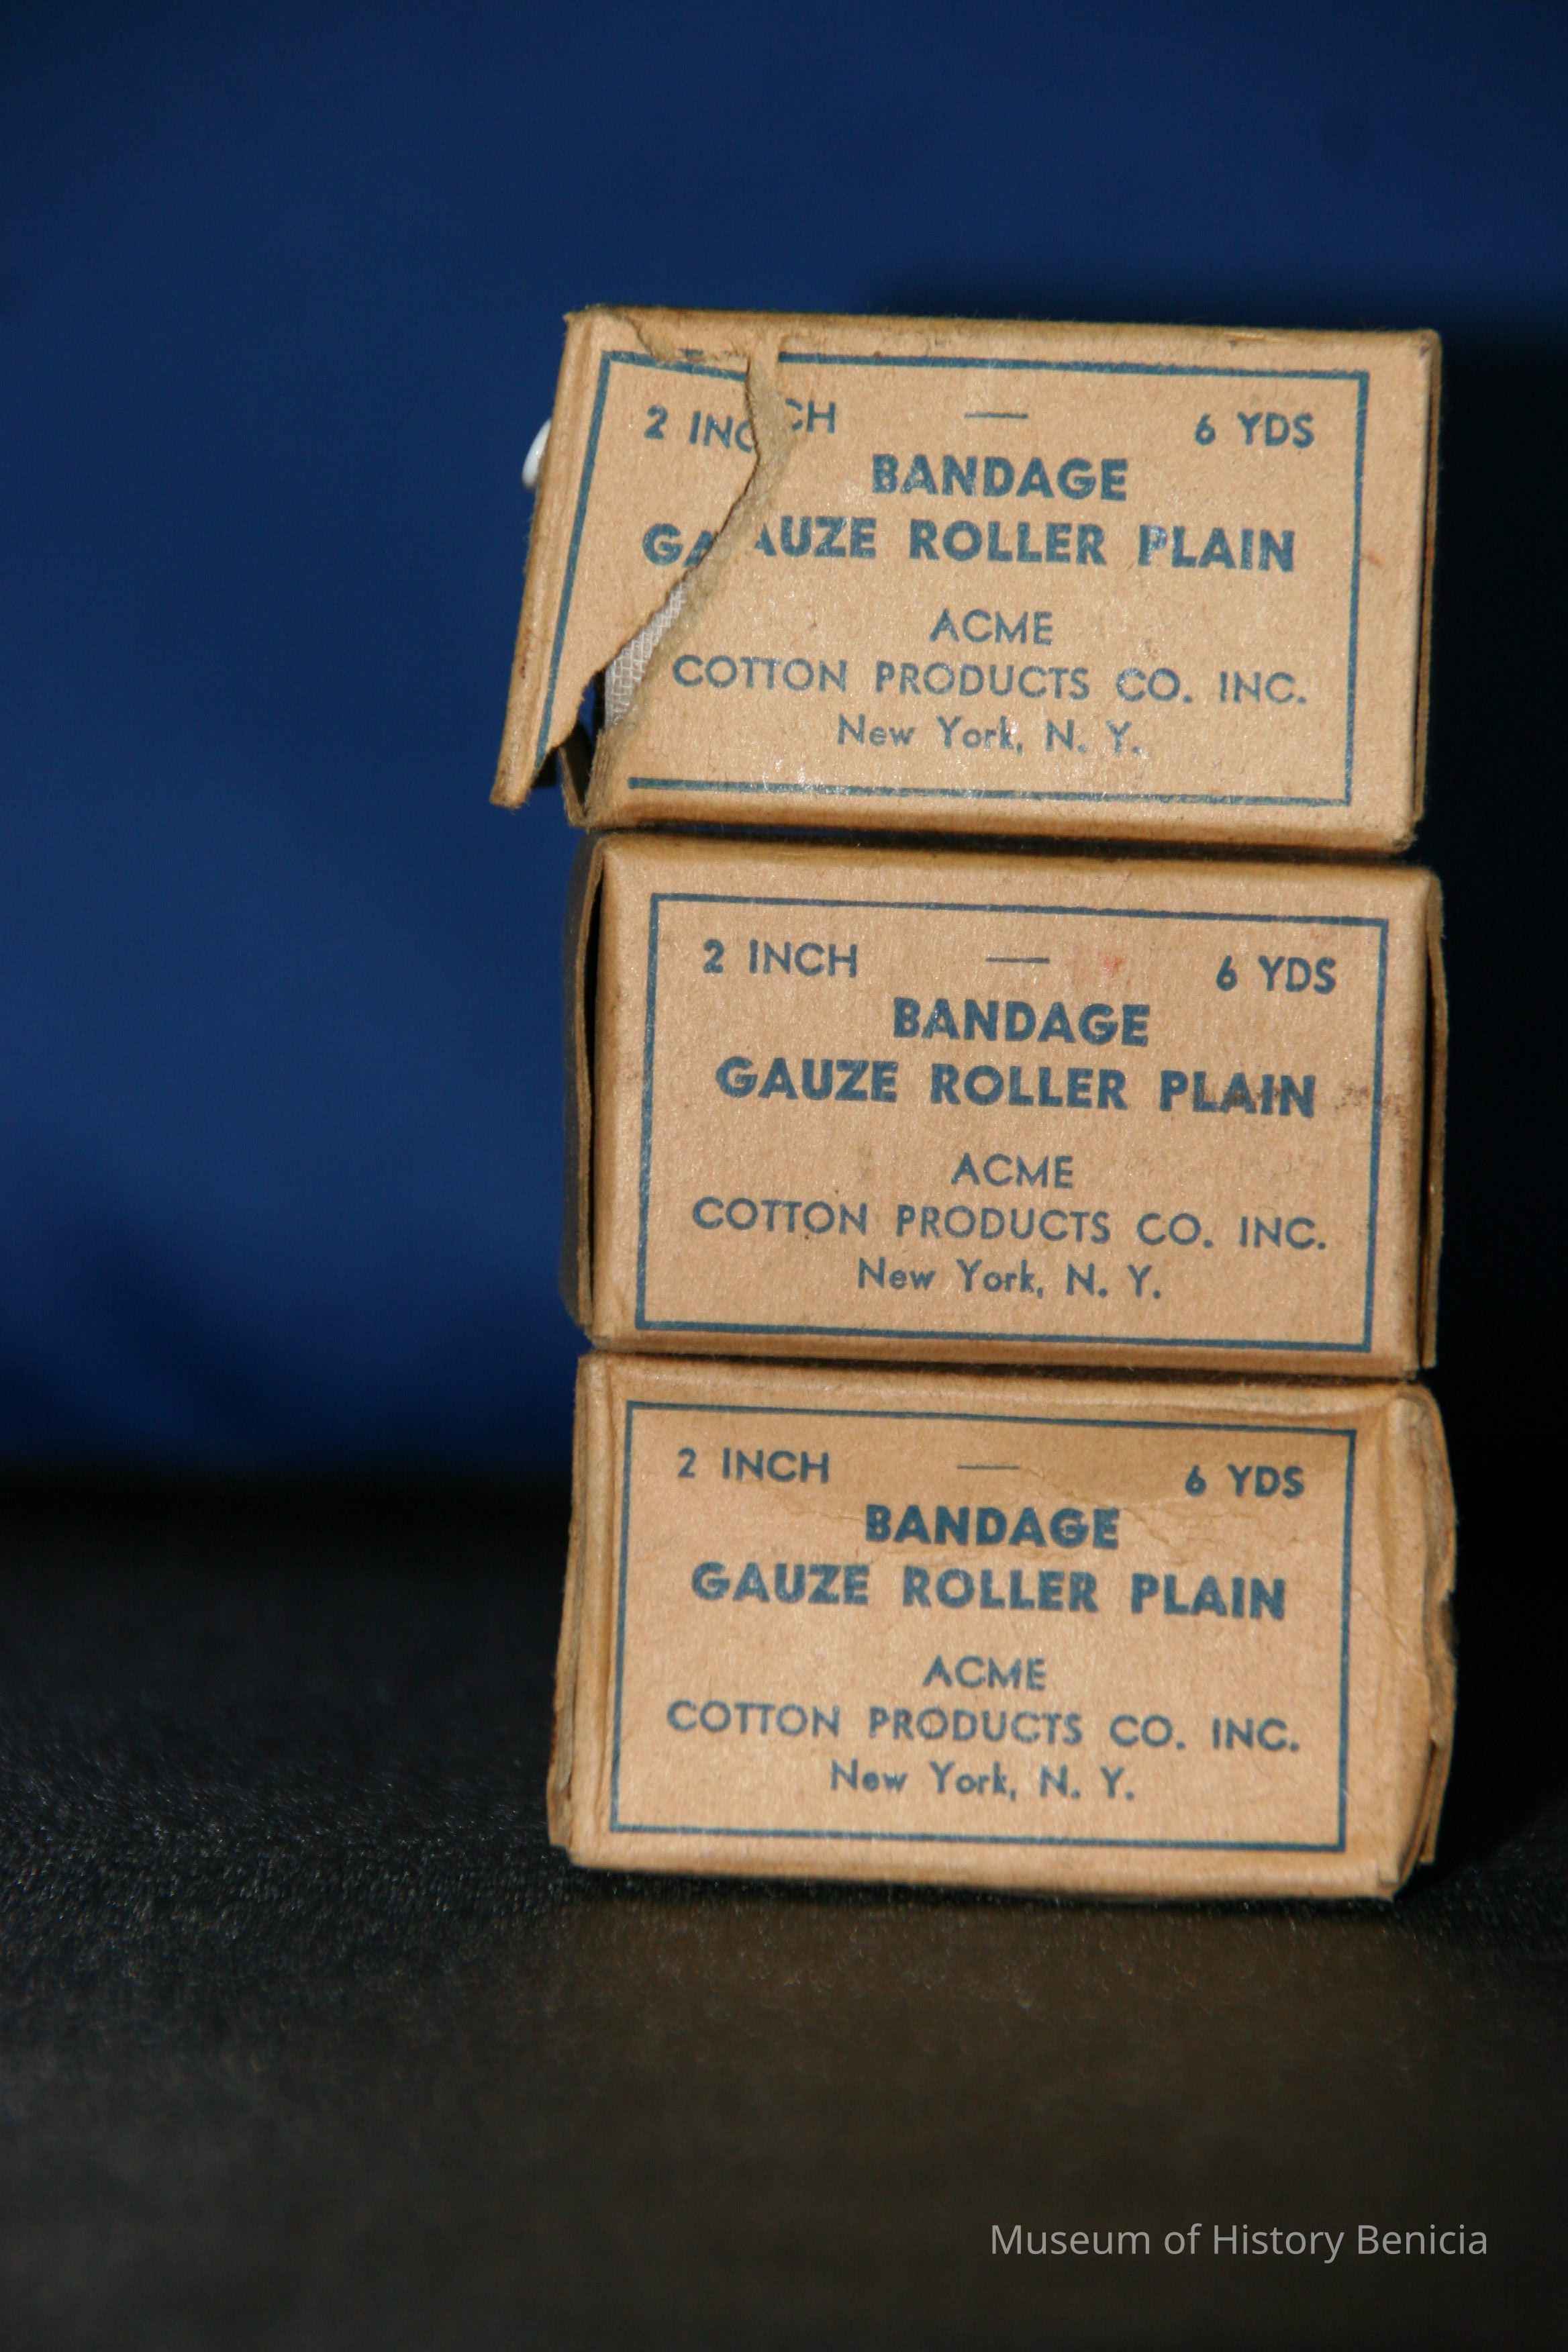 2 INCH — 6 YDS
BANDAGE
GAUZE ROLLER PLAIN
ACME
COTTON PRODUCTS CO. INC.
New York, N. Y.
2 INCH — 6 YDS
BANDAGE
GAUZE ROLLER PLAIN
ACME
COTTON PRODUCTS CO. INC.
New York, N. Y.
2 INCH — 6 YDS
BANDAGE
GAUZE ROLLER PLAIN
ACME
COTTON PRODUCTS CO. INC.
New York, N. Y.
Museum of History Benicia